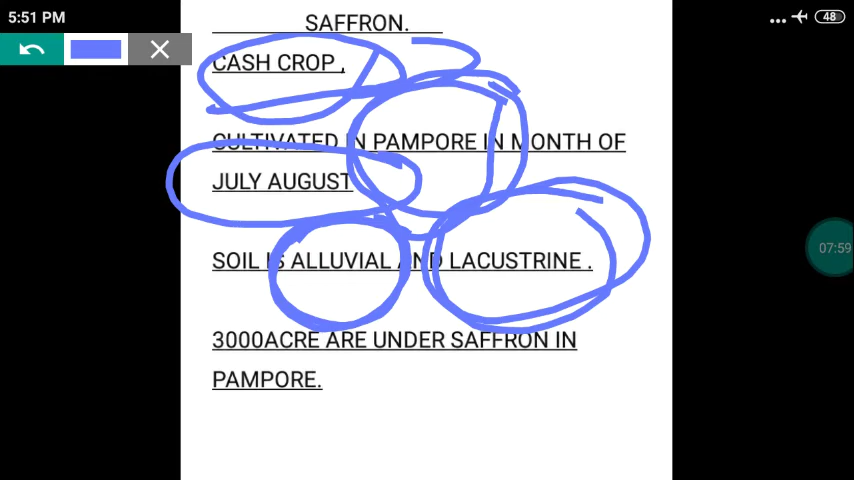 5:51 PM
48
SAFFRON.
CASH CROP ,
CULTIVATED IN PAMPORE IN MONTH OF
JULY AUGUST
SOIL IS ALLUVIAL AND LACUSTRINE .
07:59
3000ACRE ARE UNDER SAFFRON IN
PAMPORE.